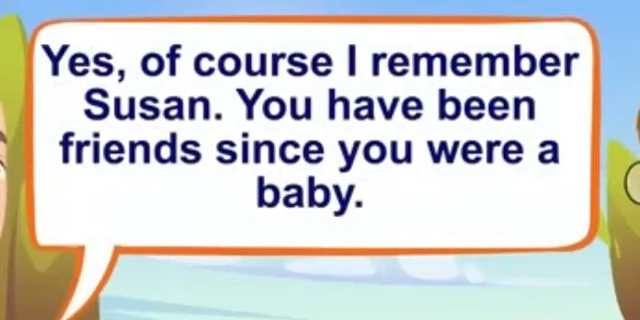 Yes, of course I remember
Susan. You have been
friends since you were a
baby.